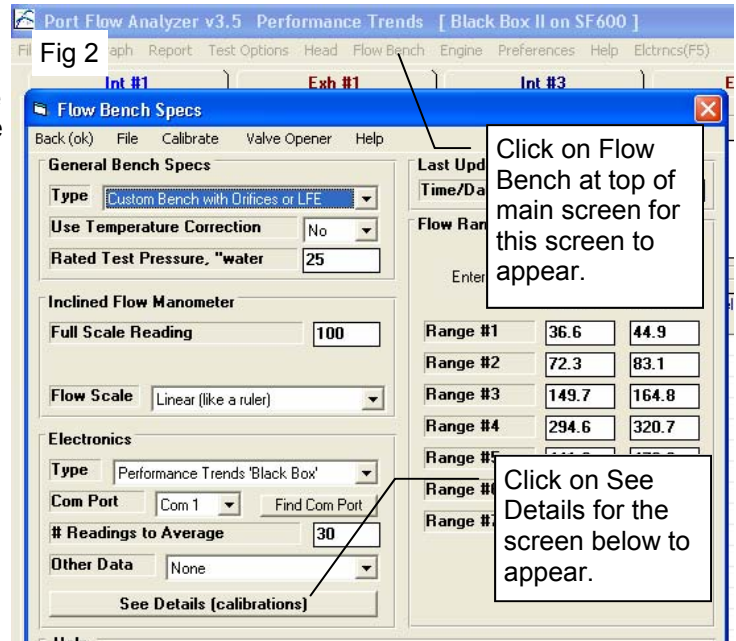 Port Flow Analyzer v3.5 Performance Trends [ Black Box II on SF600 ]
Fig 2
Report Test Options Head Flow Bench Engine Preferences Help Elctrncs(F5)
Int #1 Exh #1 Int #3
Flow Bench Specs
Back (ok) File Calibrate Valve Opener Help
Click on Flow
Bench at top of
main screen for
this screen to
appear.
General Bench Specs
Type Custom Bench with Orifices or LFE
Use Temperature Correction No
Rated Test Pressure, "water 25
Inclined Flow Manometer
Full Scale Reading 100
Flow Scale Linear (like a ruler)
Electronics
Type Performance Trends 'Black Box'
Com Port Com 1 Find Com Port
# Readings to Average 30
Other Data None
See Details (calibrations)
Last
Flow
Enter
Range #1 36.6 44.9
Range #2 72.3 83.1
Range #3 149.7 164.8
Range #4 294.6 320.7
Range
Range
Range
Click on See
Details for the
screen below to
appear.